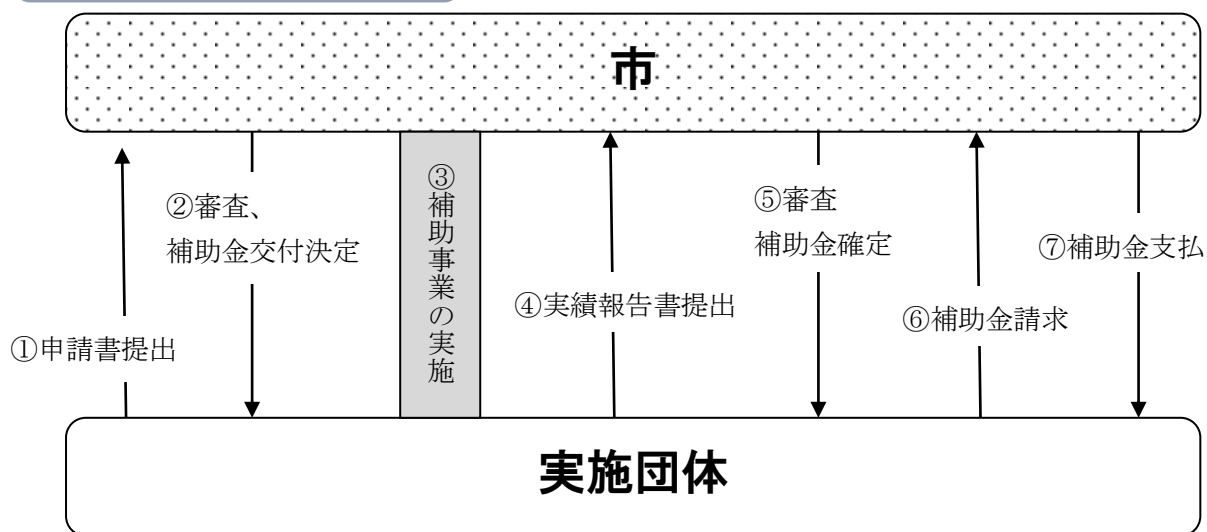 市
①申請書提出
②審査、
補助金交付決定
③補助事業の実施
④実績報告書提出
⑤審査
補助金確定
⑥補助金請求
⑦補助金支払
実施団体